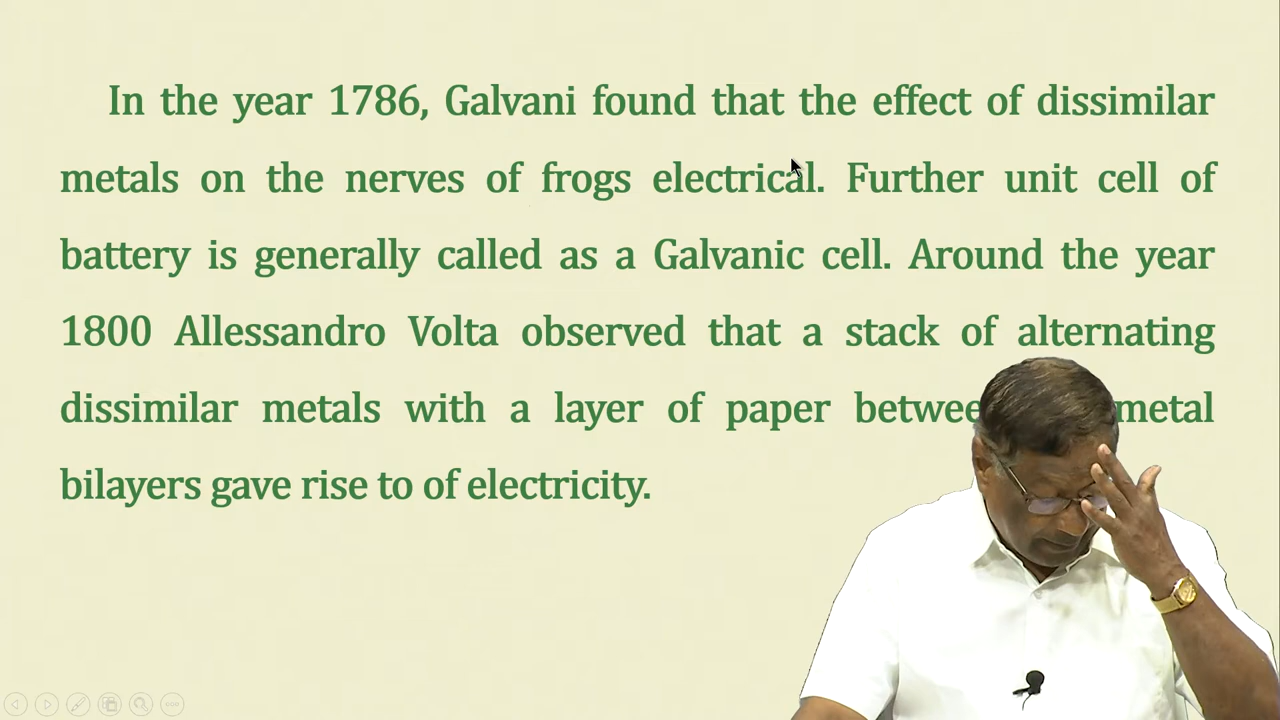 In the year 1786, Galvani found that the effect of dissimilar
metals on the nerves of frogs electrical. Further unit cell of
battery is generally called as a Galvanic cell. Around the year
1800 Allessandro Volta observed that a stack of alternating
dissimilar metals with a layer of paper metal
bilayers gave rise to of electricity.